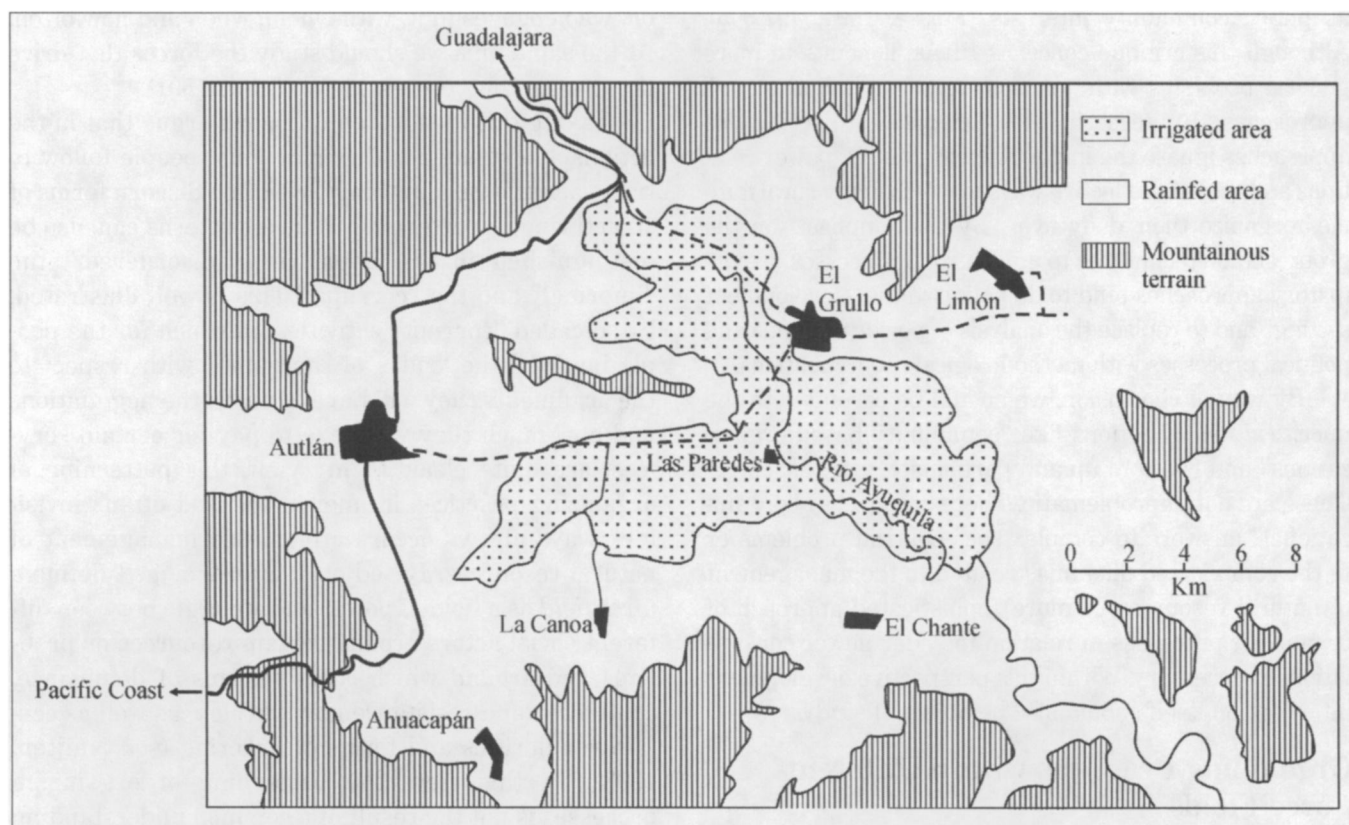 Guadalajara
Irrigated area
Rainfed area
Mountainous
terrain
El
Grullo
El
Limón
Autlán
Las Paredes
Río Ayuquila
0 2 4 6 8
Km
La Canoa
El Chante
Pacific Coast
Ahuacapán